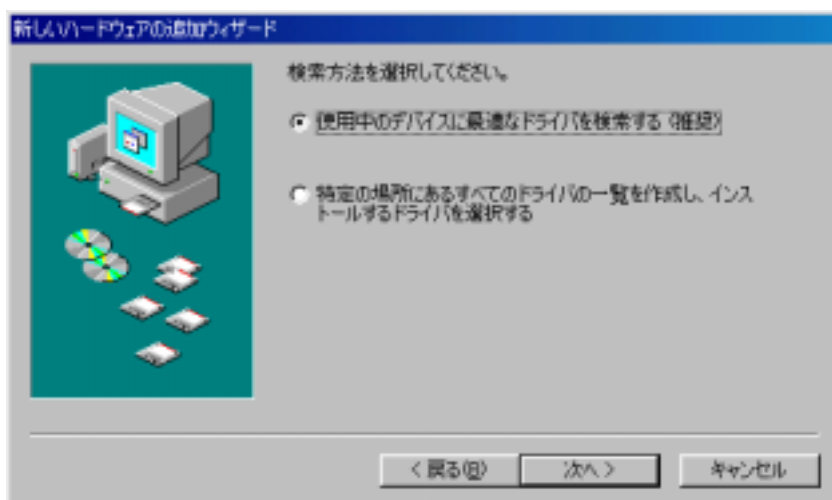 新しいハードウェアの追加ウィザード
検索方法を選択してください。
使用中のデバイスに最適なドライバを検索する (推奨)
特定の場所にあるすべてのドライバの一覧を作成し、インス
トールするドライバを選択する
< 戻る(B)
次へ >
キャンセル